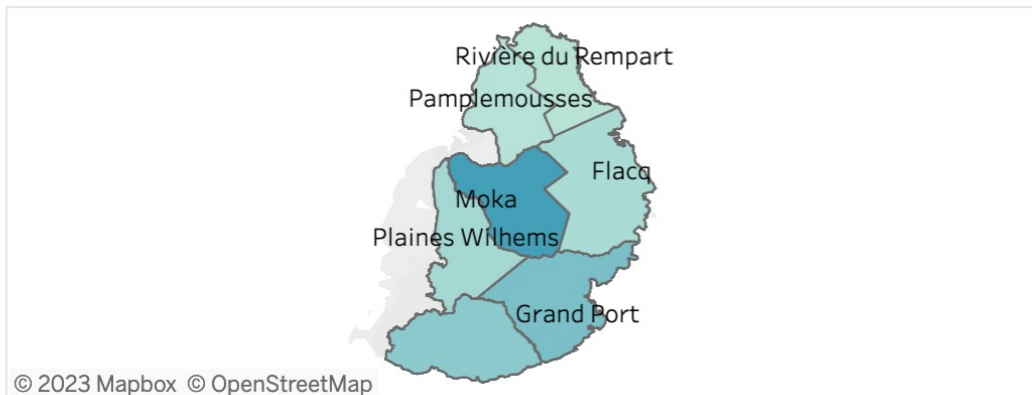 Rivière du Rempart
Pamplemousses
Flacq
Moka
Plaines Wilhems
Grand Port
© 2023 Mapbox © OpenStreetMap